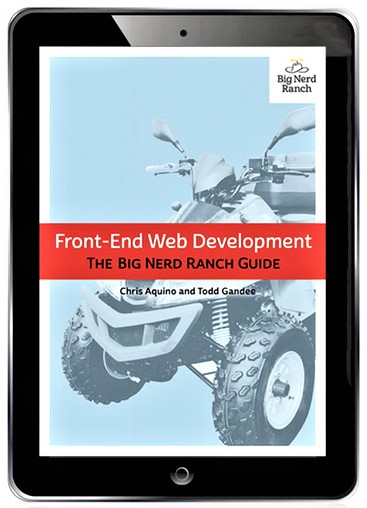 Big Nerd
Ranch
Front-End Web Development
THE BIG NERD RANCH GUIDE
Chris Aquino and Todd Gandee